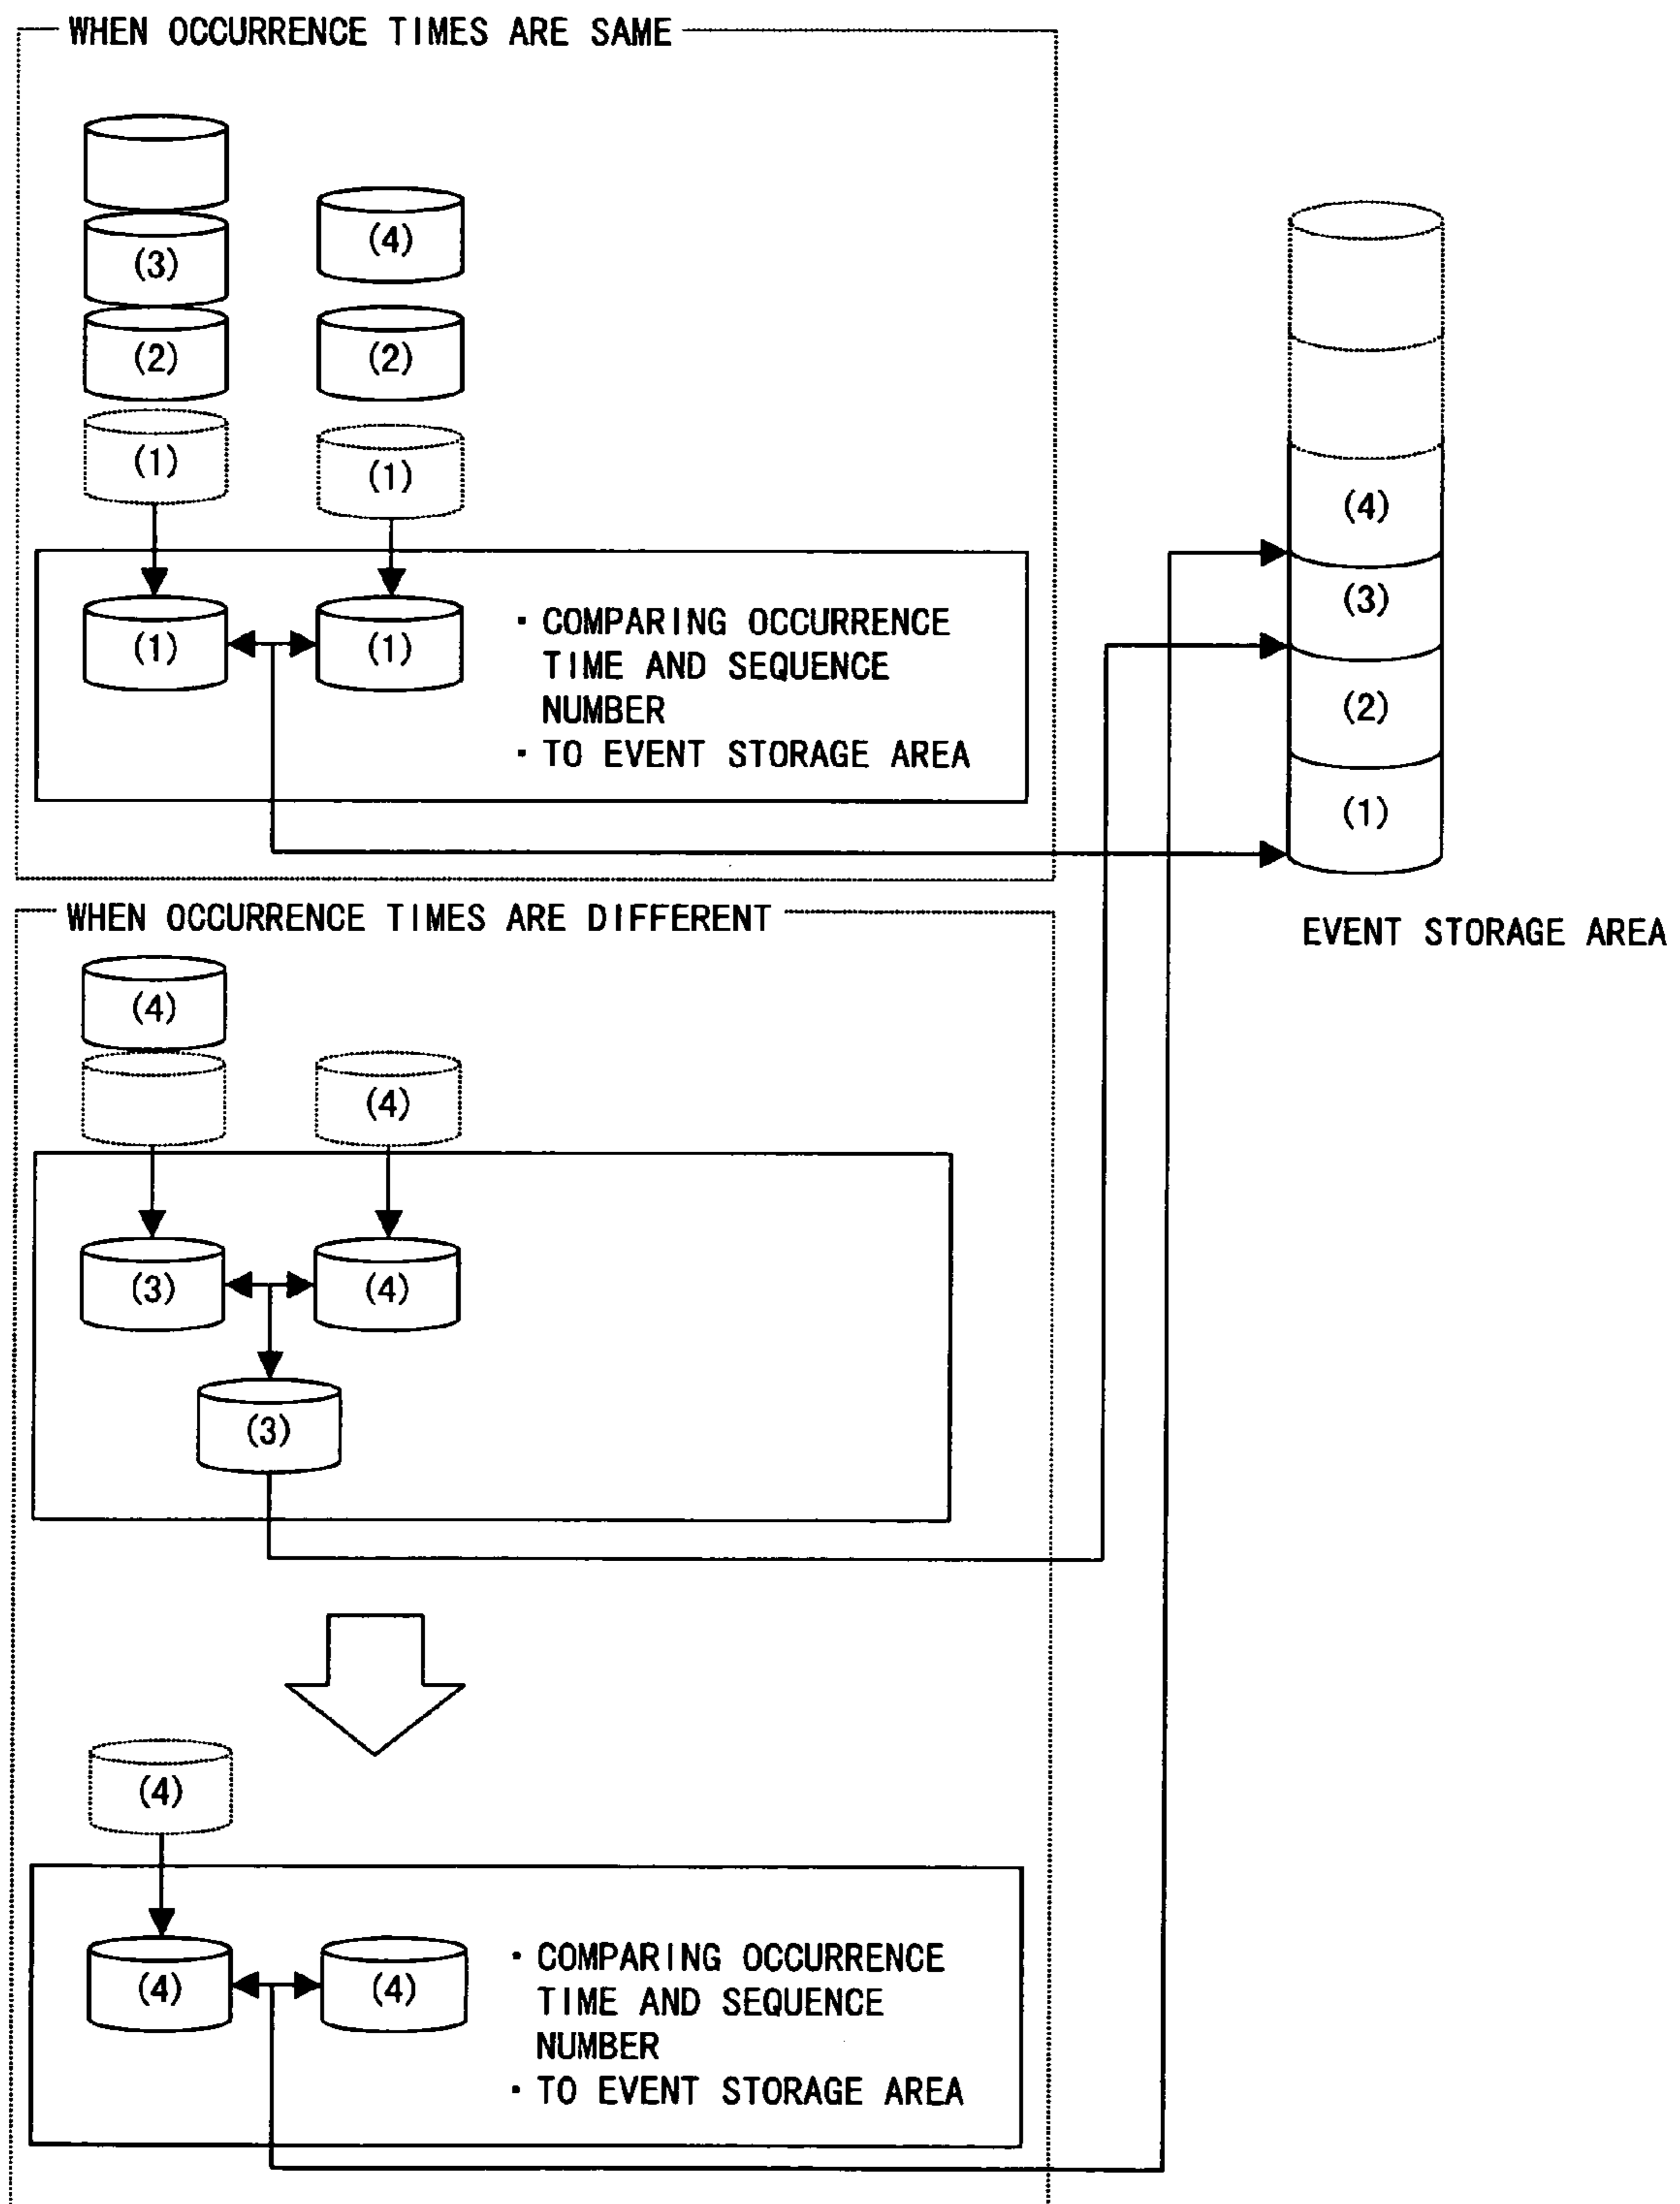 WHEN OCCURRENCE TIMES ARE SAME
(3)
(4)
(2)
(2)
(1)
(1)
(1)
(1)
· COMPARING OCCURRENCE
TIME AND SEQUENCE
NUMBER
· TO EVENT STORAGE AREA
(4)
(3)
(2)
(1)
EVENT STORAGE AREA
WHEN OCCURRENCE TIMES ARE DIFFERENT
(4)
(4)
(3)
(4)
(3)
(4)
(4)
(4)
· COMPARING OCCURRENCE
TIME AND SEQUENCE
NUMBER
· TO EVENT STORAGE AREA